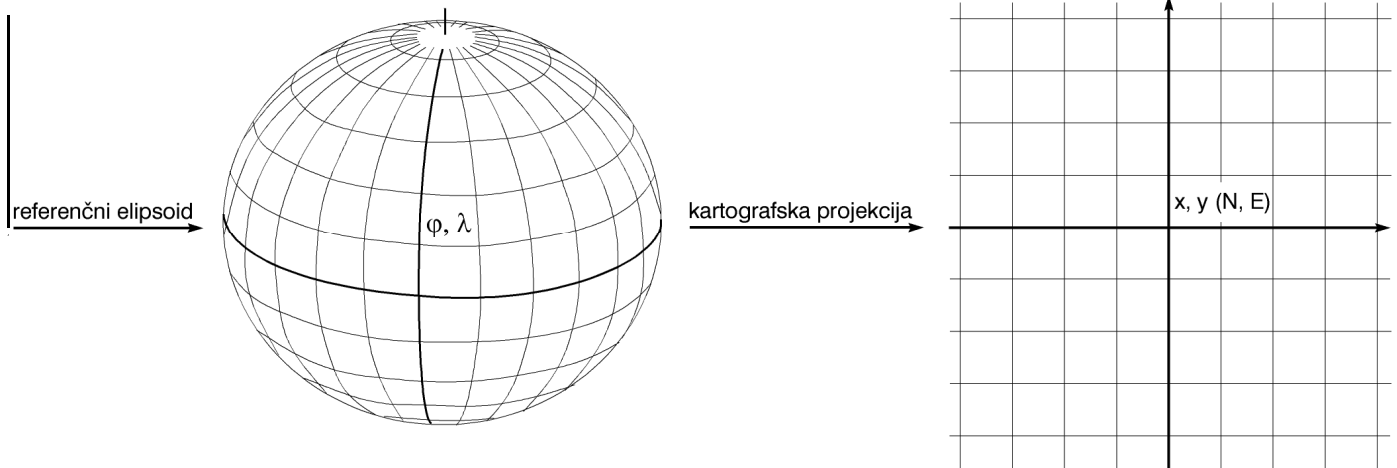 referenčni elipsoid
φ, λ
kartografska projekcija
x, y (N, E)